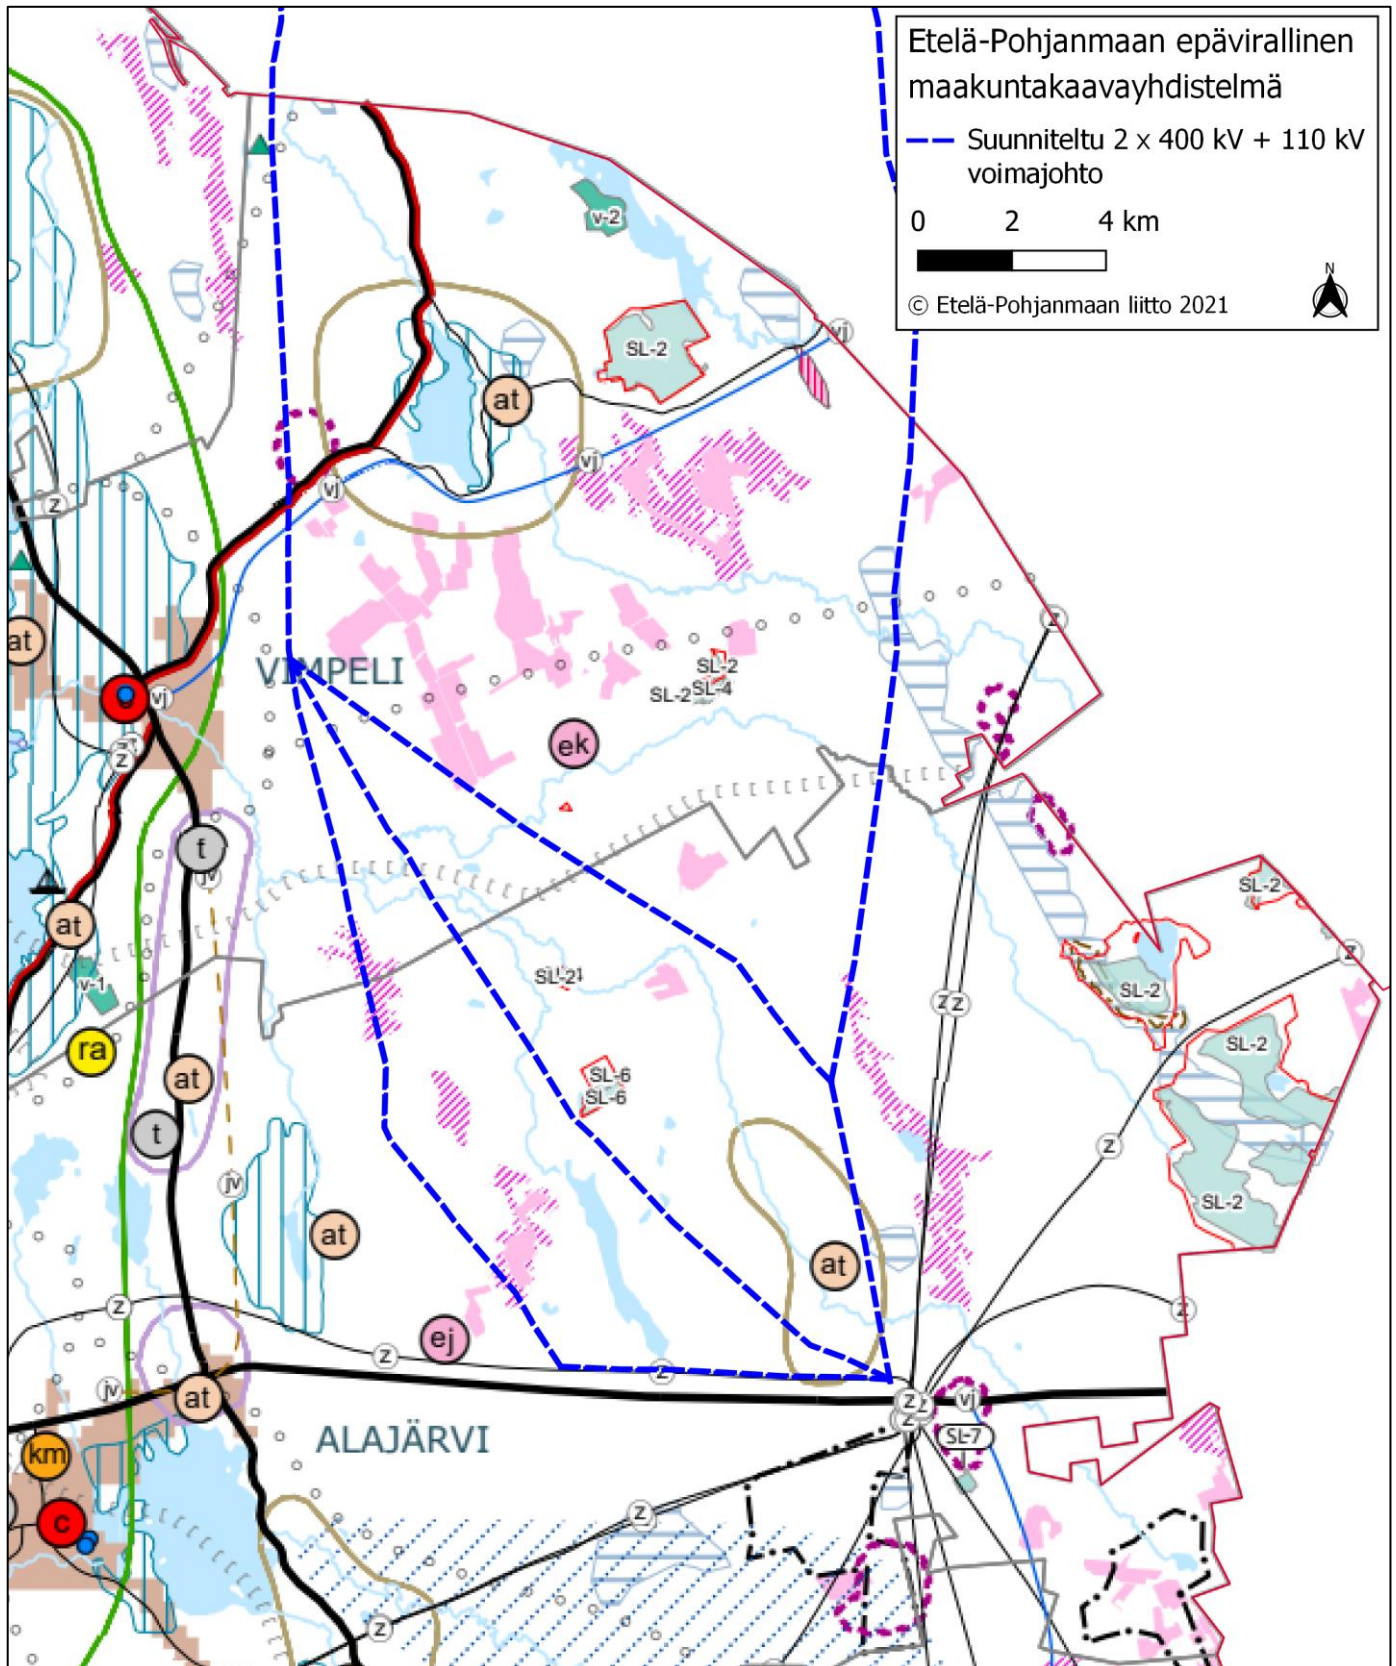 Etelä-Pohjanmaan epävirallinen
maakuntakaavayhdistelmä
Suunniteltu 2 x 400 kV + 110 kV
voimajohto
0 2 4 km
© Etelä-Pohjanmaan liitto 2021
N
v-2
vj
SL-2
at
vj
vj
z
z
at
SL-2
VIMPELI
SL-2
SL-4
vj
ek
z
z
t
jv
SL-2
at
z
SL-2
v-1
SL-2
z
z
ra
SL-2
SL-6
at
SL-6
t
z
jv
SL-2
at
at
z
z
ej
z
z
jv
at
z
vj
z
ALAJÄRVI
SL-7
km
z
c
z